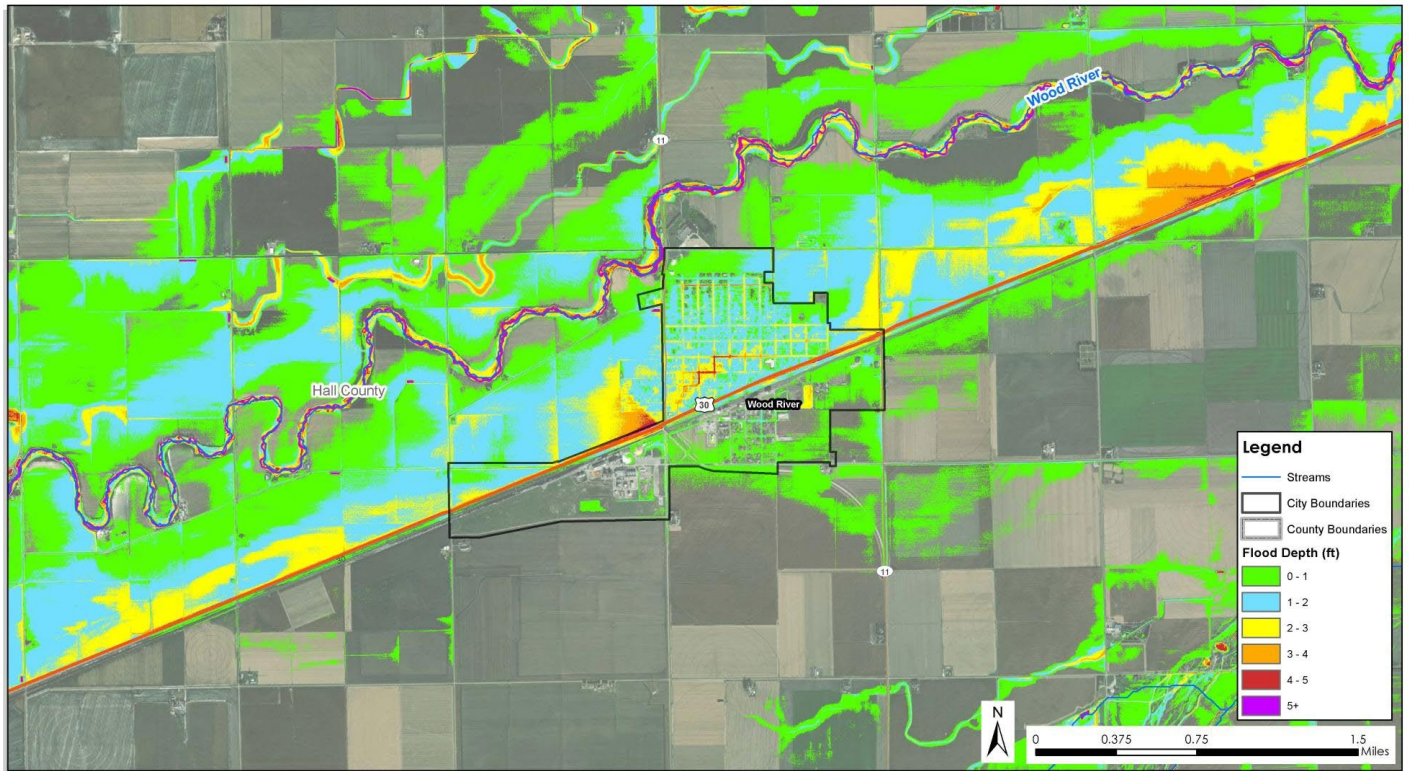 Wood River
11
Hall County
30
Wood River
11
Legend
Streams
City Boundaries
County Boundaries
Flood Depth (ft)
0 - 1
1 - 2
2 - 3
3 - 4
4 - 5
5+
N
0 0.375 0.75 1.5
Miles